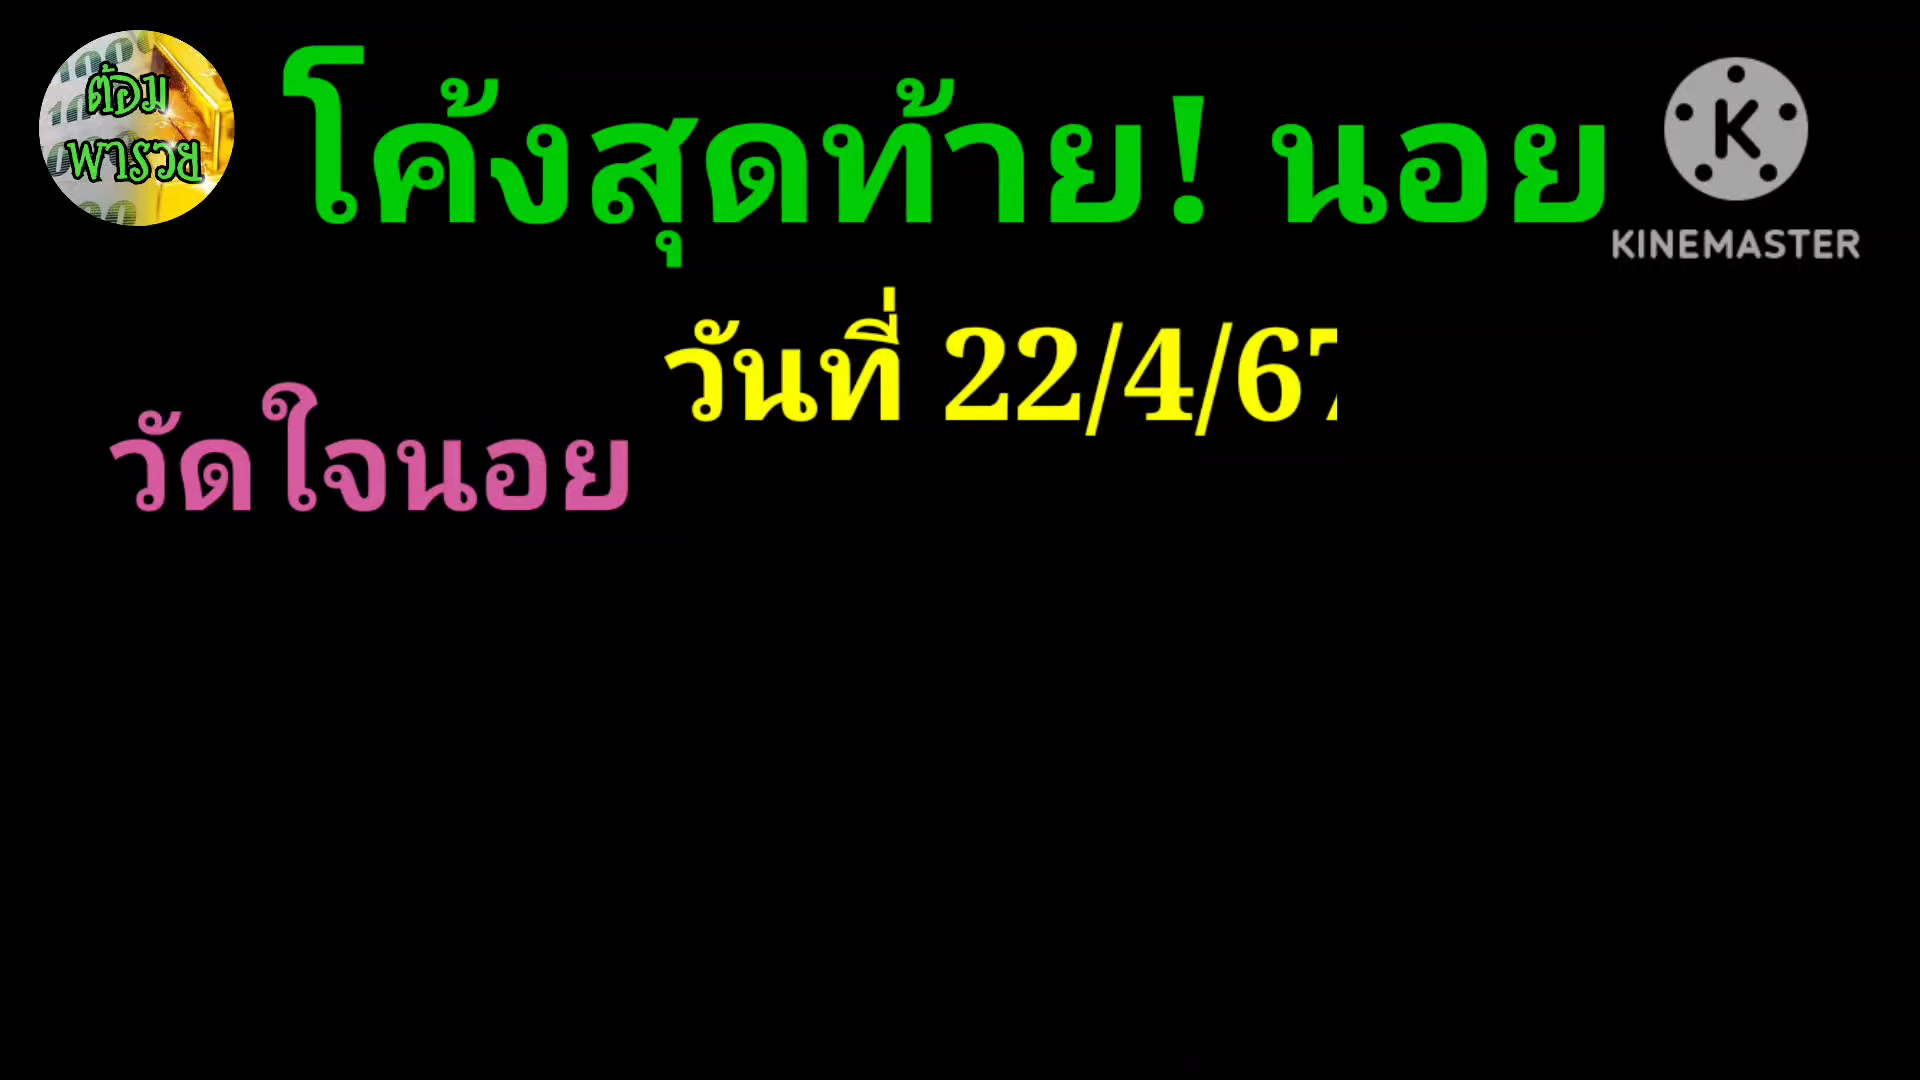 ต้อม
พารวย
โค้งสุดท้าย! นอย
KINEMASTER
วันที่ 22/4/67
วัดใจนอย